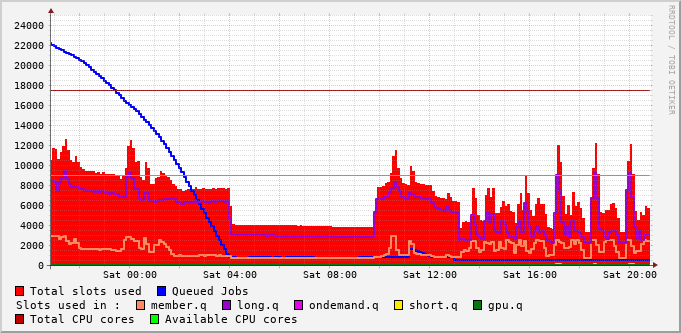 RRDTOOL / TOBI OETIKER
24000
22000
20000
18000
16000
14000
12000
10000
8000
6000
4000
2000
0
Sat 00:00 Sat 04:00 Sat 08:00 Sat 12:00 Sat 16:00 Sat 20:00
Total slots used Queued Jobs
Slots used in : member.q long.q ondemand.q short.q gpu.q
Total CPU cores Available CPU cores